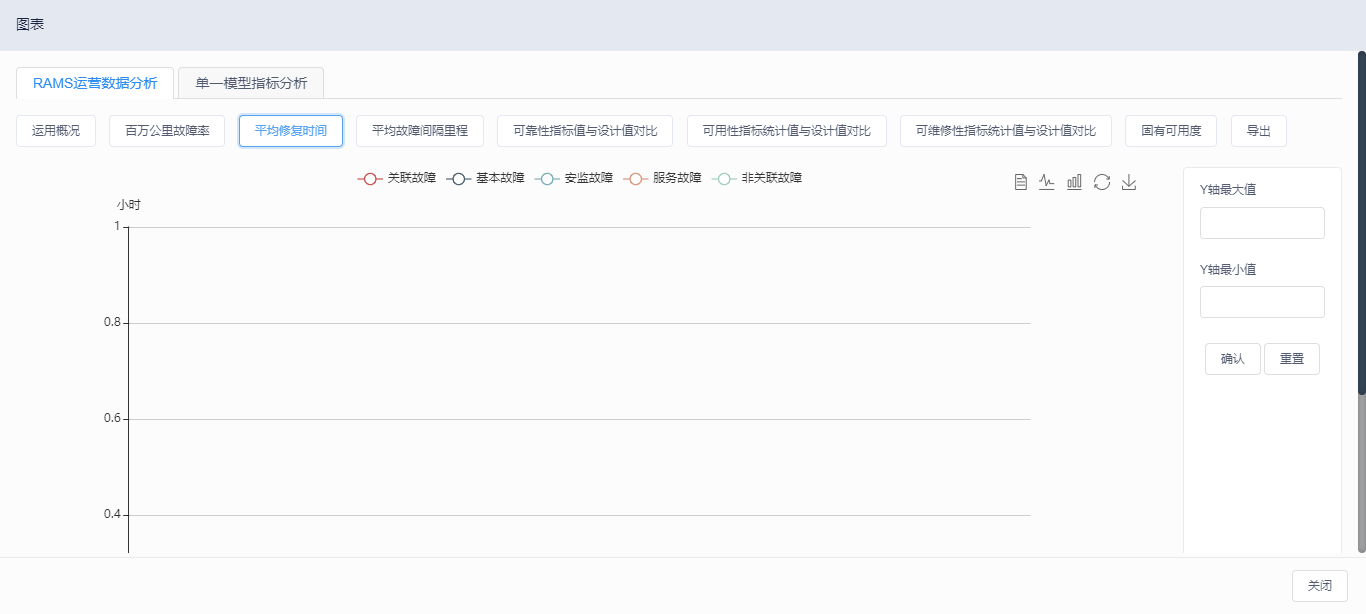 图表
RAMS运营数据分析 单一模型指标分析
运用概况 百万公里故障率 平均修复时间 平均故障间隔里程 可靠性指标值与设计值对比 可用性指标统计值与设计值对比 可维修性指标统计值与设计值对比 固有可用度 导出
关联故障 基本故障 安监故障 服务故障 非关联故障
小时
1
0.8
0.6
0.4
Y轴最大值
Y轴最小值
确认 重置
关闭